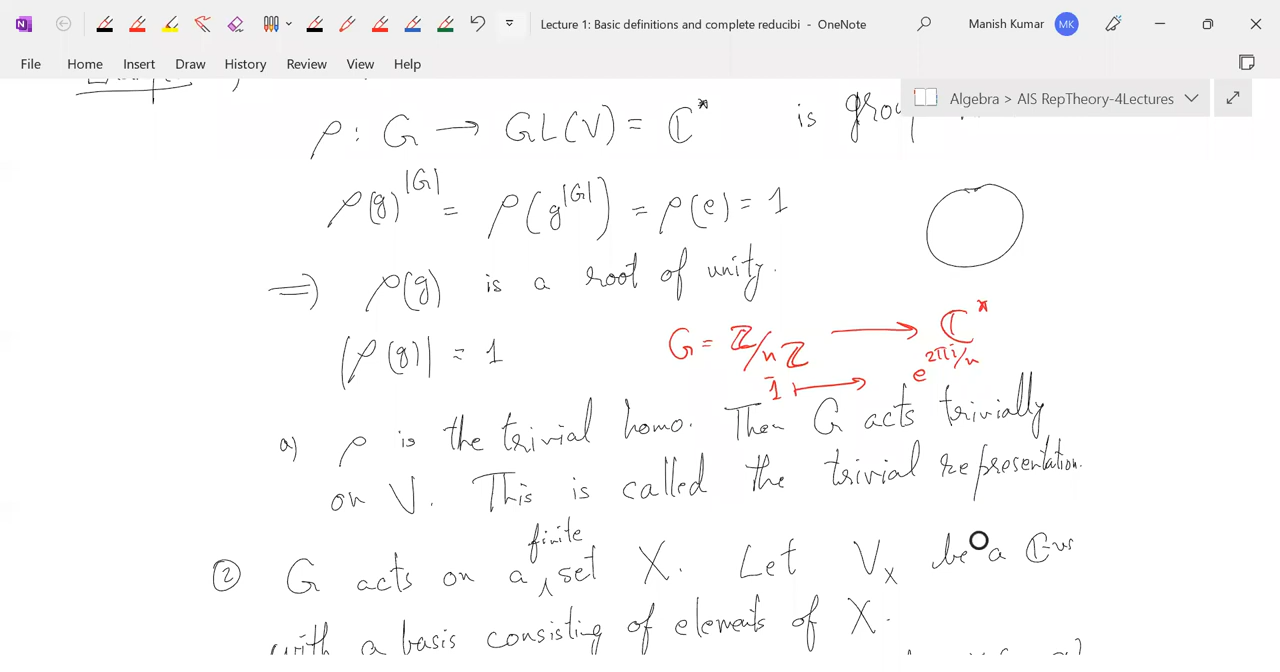 Lecture 1: Basic definitions and complete reducibi - OneNote
Manish Kumar MK
File Home Insert Draw History Review View Help
Algebra > AIS RepTheory-4Lectures
ρ : G → GL(V) = ℂ* is group
ρ(g)^|G| = ρ(g^|G|) = ρ(e) = 1
⇒ ρ(g) is a root of unity.
|ρ(g)| = 1
G = ℤ/nℤ → ℂ*
1̄ ↦ e^2πi/n
a) ρ is the trivial homo. Then G acts trivially
on V. This is called the trivial representation.
② G acts on a finite set X. Let V_X be a ℂ-vs
with a basis consisting of elements of X.